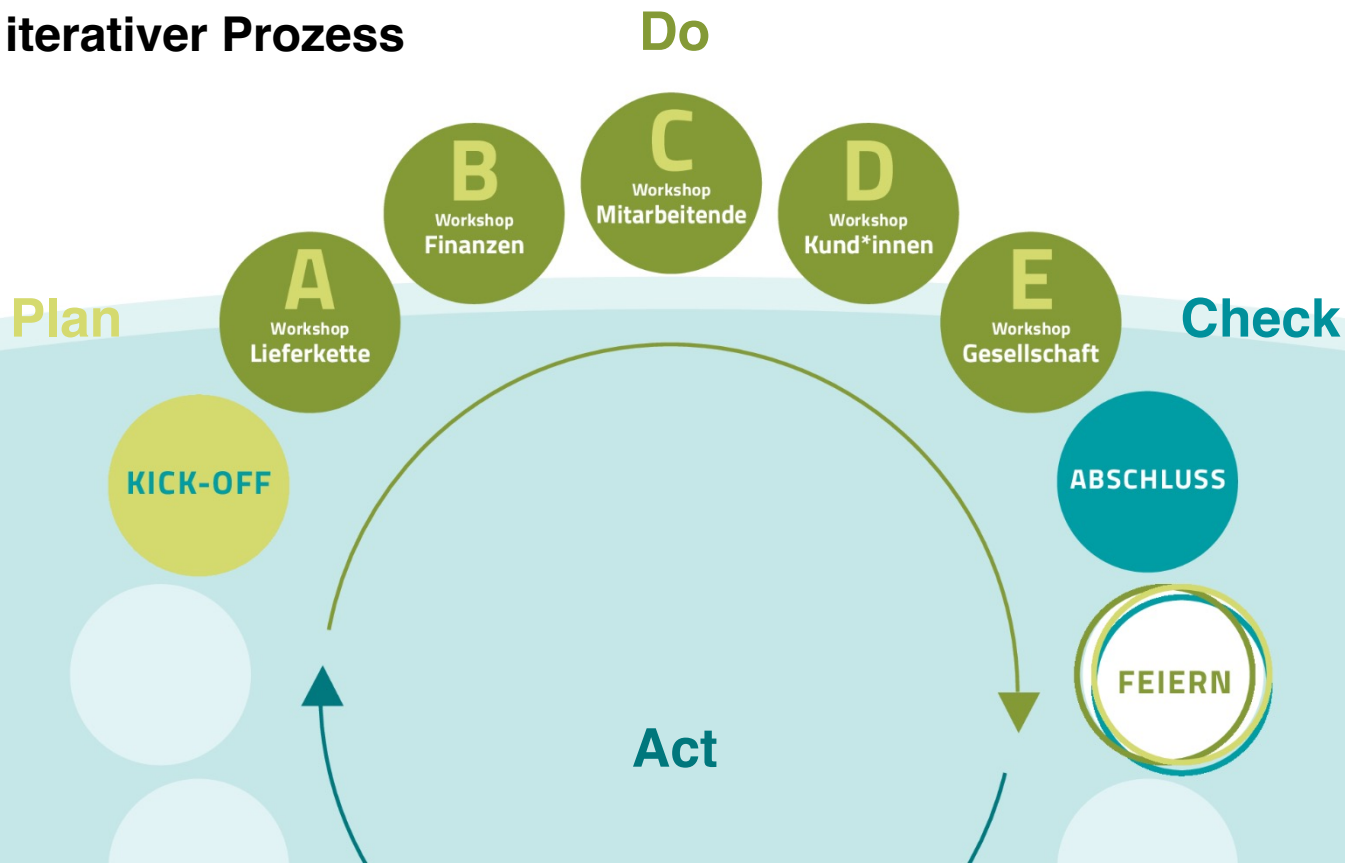 iterativer Prozess
Do
C
Workshop
Mitarbeitende
B
Workshop
Finanzen
D
Workshop
Kund*innen
A
Workshop
Lieferkette
E
Workshop
Gesellschaft
Plan
Check
KICK-OFF
ABSCHLUSS
FEIERN
Act